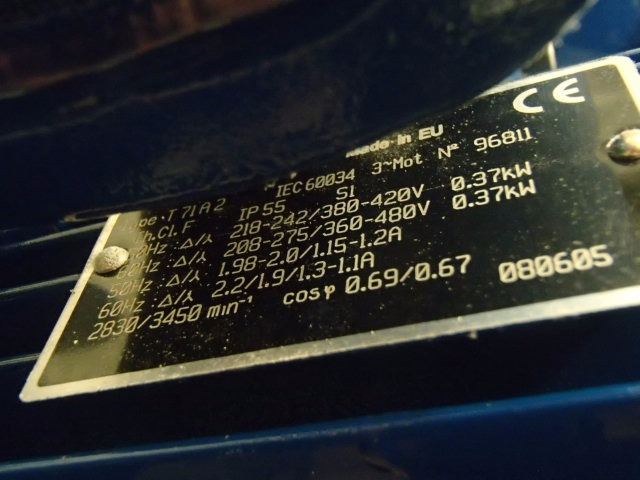 CE
Made in EU
IEC 60034 3~Mot N° 96811
T 71 A 2 IP 55 S1
Cl. F
Δ/⅄ 218-242/380-420V 0.37kW
Δ/⅄ 208-275/360-480V 0.37kW
50Hz: Δ/⅄ 1.98-2.0/1.15-1.2A
60Hz: Δ/⅄ 2.2/1.9/1.3-1.1A
2830/3450 min⁻¹ cosφ 0.69/0.67 080605